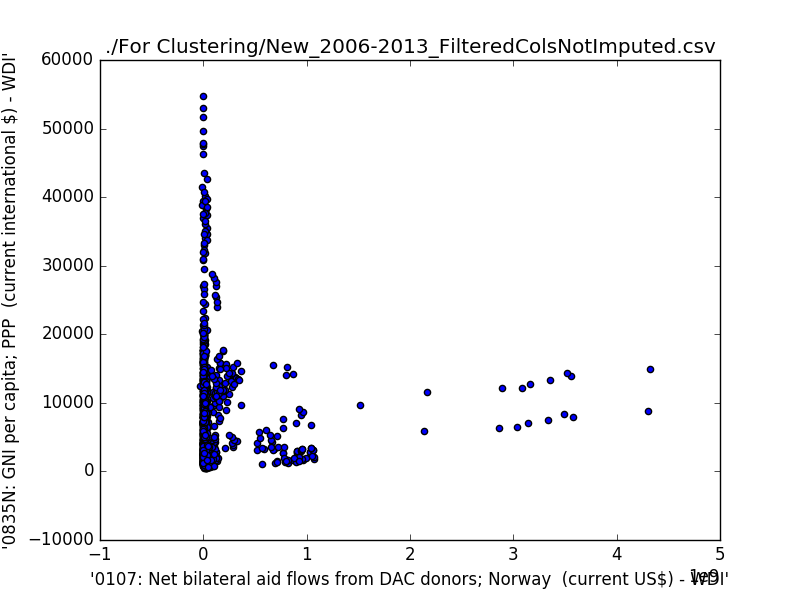 ./For Clustering/New_2006-2013_FilteredColsNotImputed.csv
60000
50000
40000
30000
20000
10000
0
−10000
'0835N: GNI per capita; PPP (current international $) - WDI'
−1 0 1 2 3 4 5
1e9
'0107: Net bilateral aid flows from DAC donors; Norway (current US$) - WDI'